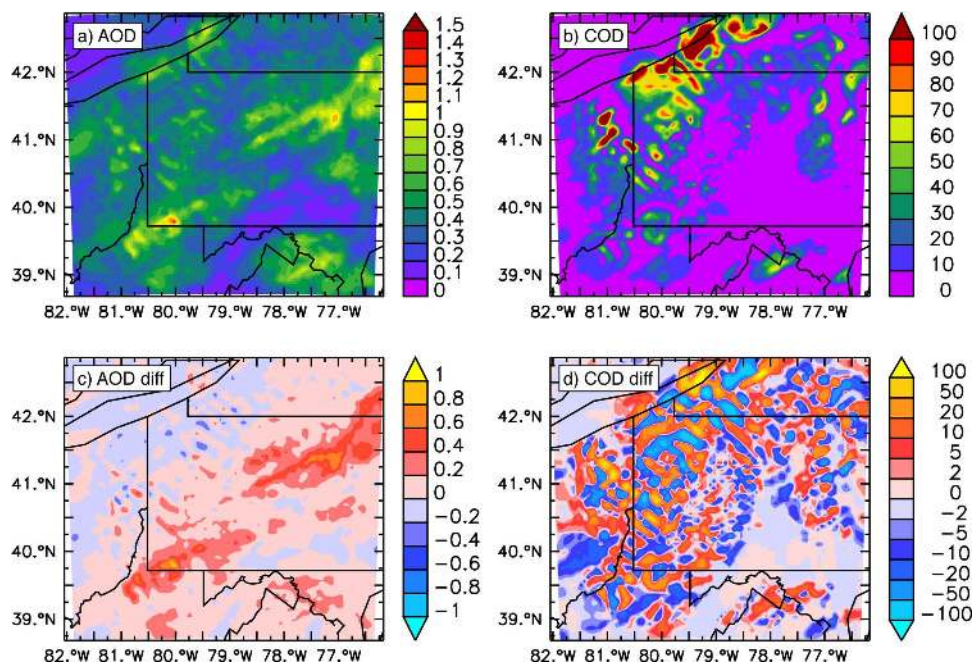 a) AOD
42.°N
41.°N
40.°N
39.°N
82.°W 81.°W 80.°W 79.°W 78.°W 77.°W
1.5
1.4
1.3
1.2
1.1
1
0.9
0.8
0.7
0.6
0.5
0.4
0.3
0.2
0.1
0
b) COD
42.°N
41.°N
40.°N
39.°N
82.°W 81.°W 80.°W 79.°W 78.°W 77.°W
100
90
80
70
60
50
40
30
20
10
0
c) AOD diff
42.°N
41.°N
40.°N
39.°N
82.°W 81.°W 80.°W 79.°W 78.°W 77.°W
1
0.8
0.6
0.4
0.2
0
−0.2
−0.4
−0.6
−0.8
−1
d) COD diff
42.°N
41.°N
40.°N
39.°N
82.°W 81.°W 80.°W 79.°W 78.°W 77.°W
100
50
20
10
5
2
0
−2
−5
−10
−20
−50
−100